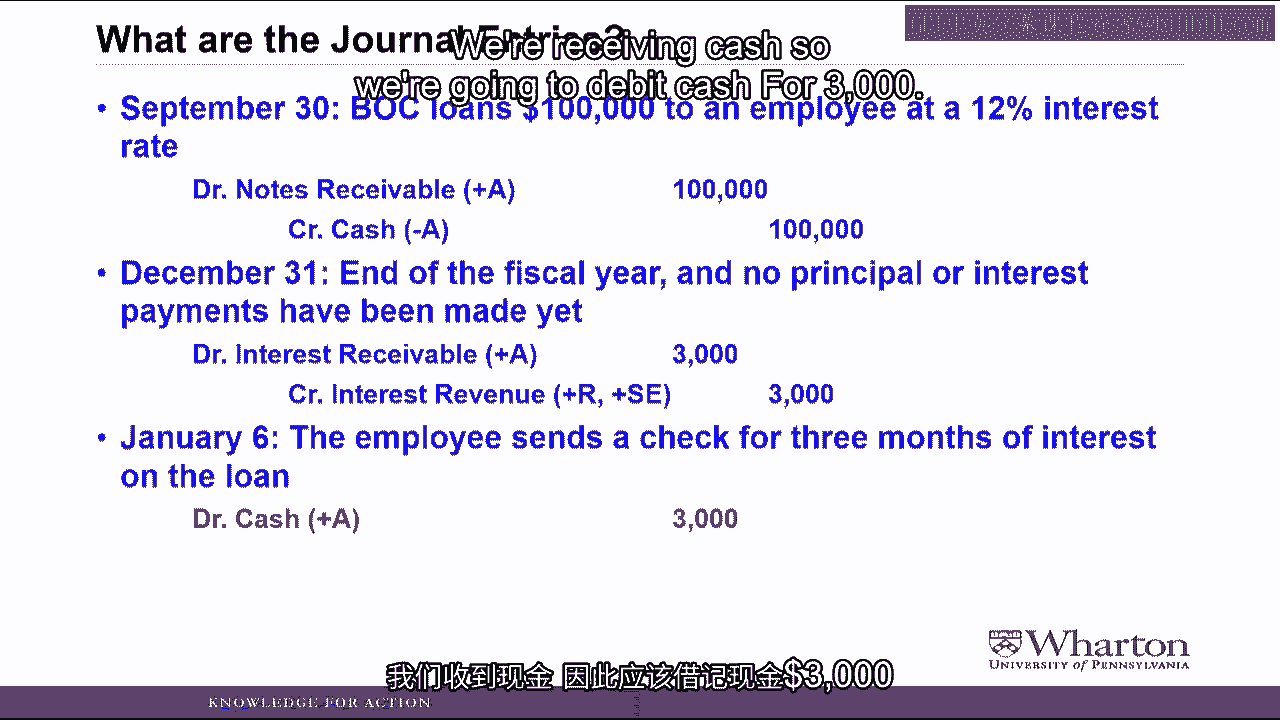 What are the Journal Entries?
We're receiving cash so
we're going to debit cash For 3,000.
• September 30: BOC loans $100,000 to an employee at a 12% interest
rate
Dr. Notes Receivable (+A) 100,000
Cr. Cash (-A) 100,000
• December 31: End of the fiscal year, and no principal or interest
payments have been made yet
Dr. Interest Receivable (+A) 3,000
Cr. Interest Revenue (+R, +SE) 3,000
• January 6: The employee sends a check for three months of interest
on the loan
Dr. Cash (+A) 3,000
Wharton
UNIVERSITY of PENNSYLVANIA
我们收到现金 因此应该借记现金$3,000
KNOWLEDGE FOR ACTION